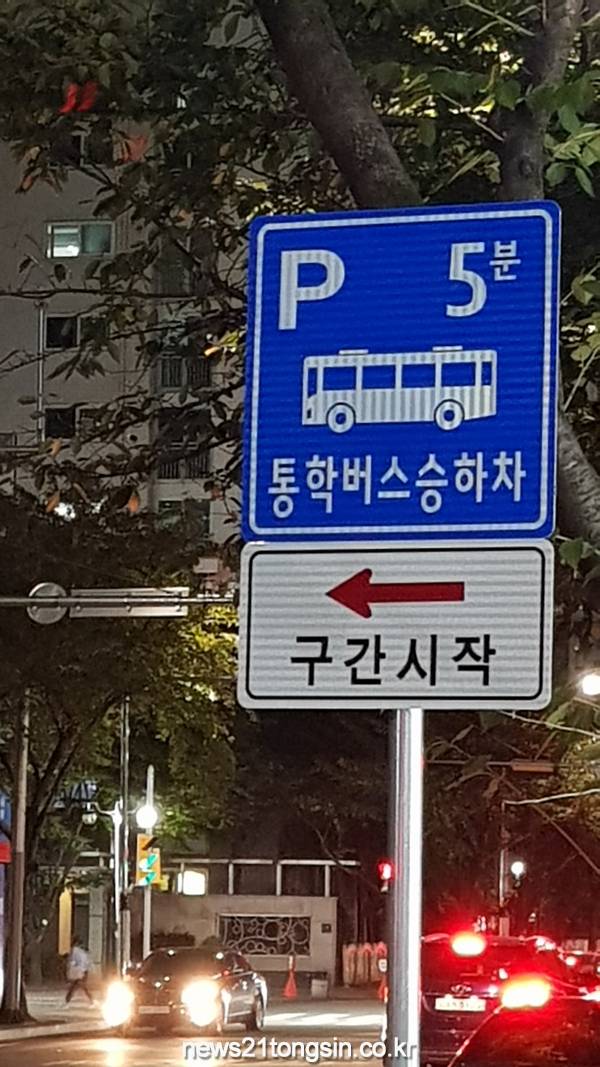 P 5분
통학버스승하차
구간시작
news21tongsin.co.kr